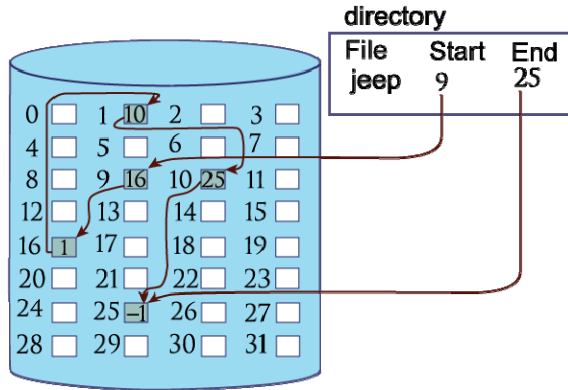 directory
File Start End
jeep 9 25
0 1 10 2 3
4 5 6 7
8 9 16 10 25 11
12 13 14 15
16 1 17 18 19
20 21 22 23
24 25 –1 26 27
28 29 30 31